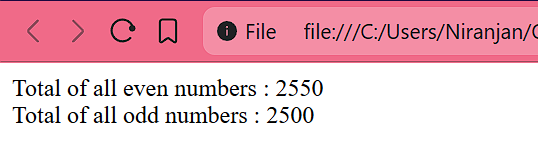 File file:///C:/Users/Niranjan/
Total of all even numbers : 2550
Total of all odd numbers : 2500